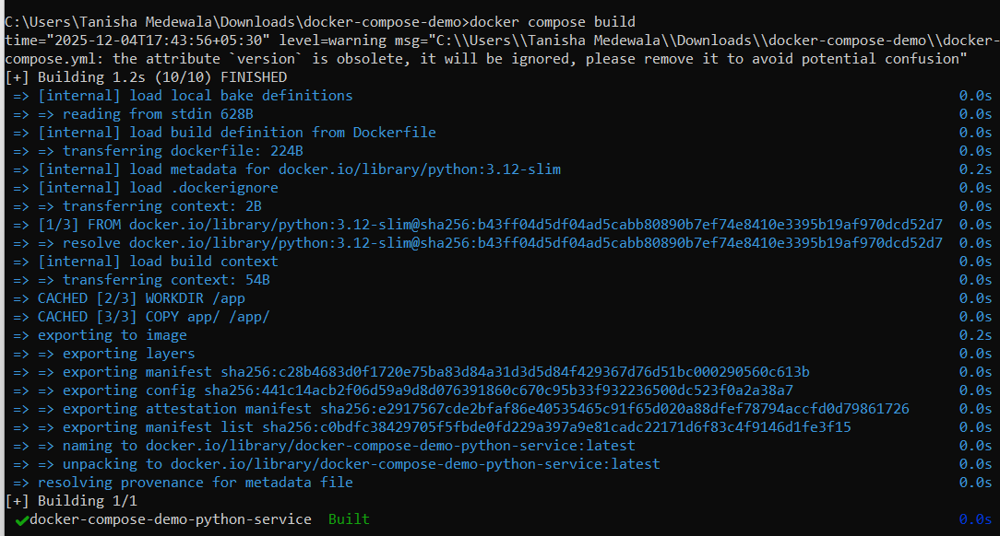 C:\Users\Tanisha Medewala\Downloads\docker-compose-demo>docker compose build
time="2025-12-04T17:43:56+05:30" level=warning msg="C:\\Users\\Tanisha Medewala\\Downloads\\docker-compose-demo\\docker-
compose.yml: the attribute `version` is obsolete, it will be ignored, please remove it to avoid potential confusion"
[+] Building 1.2s (10/10) FINISHED
=> [internal] load local bake definitions 0.0s
=> => reading from stdin 628B 0.0s
=> [internal] load build definition from Dockerfile 0.0s
=> => transferring dockerfile: 224B 0.0s
=> [internal] load metadata for docker.io/library/python:3.12-slim 0.2s
=> [internal] load .dockerignore 0.0s
=> => transferring context: 2B 0.0s
=> [1/3] FROM docker.io/library/python:3.12-slim@sha256:b43ff04d5df04ad5cabb80890b7ef74e8410e3395b19af970dcd52d7 0.0s
=> => resolve docker.io/library/python:3.12-slim@sha256:b43ff04d5df04ad5cabb80890b7ef74e8410e3395b19af970dcd52d7 0.0s
=> [internal] load build context 0.0s
=> => transferring context: 54B 0.0s
=> CACHED [2/3] WORKDIR /app 0.0s
=> CACHED [3/3] COPY app/ /app/ 0.0s
=> exporting to image 0.2s
=> => exporting layers 0.0s
=> => exporting manifest sha256:c28b4683d0f1720e75ba83d84a31d3d5d84f429367d76d51bc000290560c613b 0.0s
=> => exporting config sha256:441c14acb2f06d59a9d8d076391860c670c95b33f932236500dc523f0a2a38a7 0.0s
=> => exporting attestation manifest sha256:e2917567cde2bfaf86e40535465c91f65d020a88dfef78794accfd0d79861726 0.0s
=> => exporting manifest list sha256:c0bdfc38429705f5fbde0fd229a397a9e81cadc22171d6f83c4f9146d1fe3f15 0.0s
=> => naming to docker.io/library/docker-compose-demo-python-service:latest 0.0s
=> => unpacking to docker.io/library/docker-compose-demo-python-service:latest 0.0s
=> resolving provenance for metadata file 0.0s
[+] Building 1/1
✔docker-compose-demo-python-service Built 0.0s